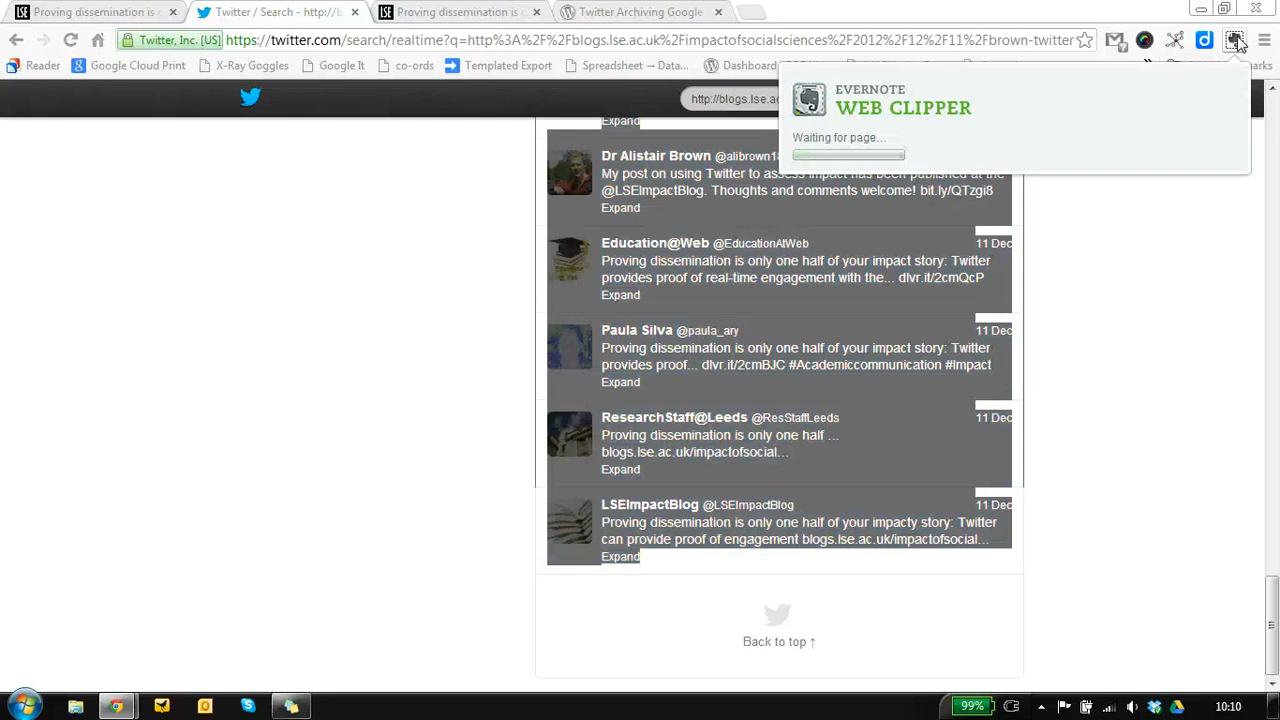 Proving dissemination is c
Twitter / Search - http://b
Proving dissemination is c
Twitter Archiving Google
Twitter, Inc. [US]
https://twitter.com/search/realtime?q=http%3A%2F%2Fblogs.lse.ac.uk%2Fimpactofsocialsciences%2F2012%2F12%2F11%2Fbrown-twitter
Reader
Google Cloud Print
X-Ray Goggles
Google It
co-ords
Templated Export
Spreadsheet → Data...
Dashboard
»
http://blogs.lse.ac
EVERNOTE
WEB CLIPPER
Waiting for page...
Expand
Dr Alistair Brown @alibrown18
My post on using Twitter to assess impact has been published at the
@LSEImpactBlog. Thoughts and comments welcome! bit.ly/QTzgi8
Expand
Education@Web @EducationAtWeb 11 Dec
Proving dissemination is only one half of your impact story: Twitter
provides proof of real-time engagement with the... dlvr.it/2cmQcP
Expand
Paula Silva @paula_ary 11 Dec
Proving dissemination is only one half of your impact story: Twitter
provides proof... dlvr.it/2cmBJC #Academiccommunication #Impact
Expand
ResearchStaff@Leeds @ResStaffLeeds 11 Dec
Proving dissemination is only one half ...
blogs.lse.ac.uk/impactofsocial...
Expand
LSEImpactBlog @LSEImpactBlog 11 Dec
Proving dissemination is only one half of your impacty story: Twitter
can provide proof of engagement blogs.lse.ac.uk/impactofsocial...
Expand
Back to top ↑
99%
10:10